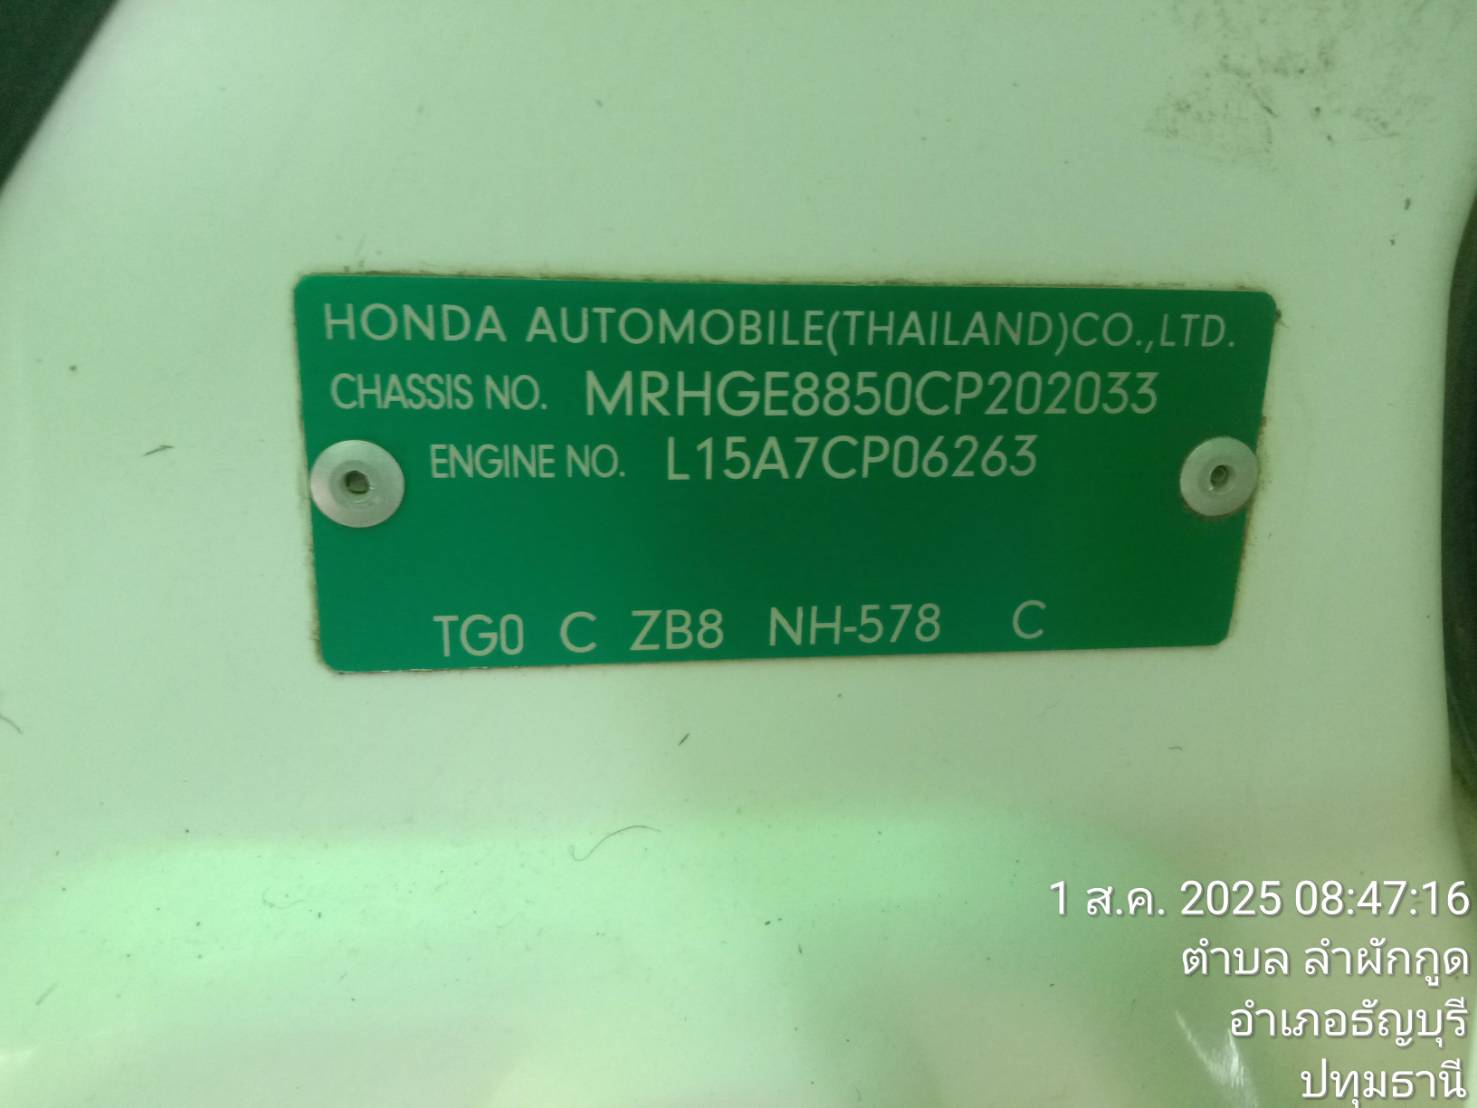 HONDA AUTOMOBILE(THAILAND)CO.,LTD.
CHASSIS NO. MRHGE8850CP202033
ENGINE NO. L15A7CP06263
TG0 C ZB8 NH-578 C
1 ส.ค. 2025 08:47:16
ตำบล ลำผักกูด
อำเภอธัญบุรี
ปทุมธานี